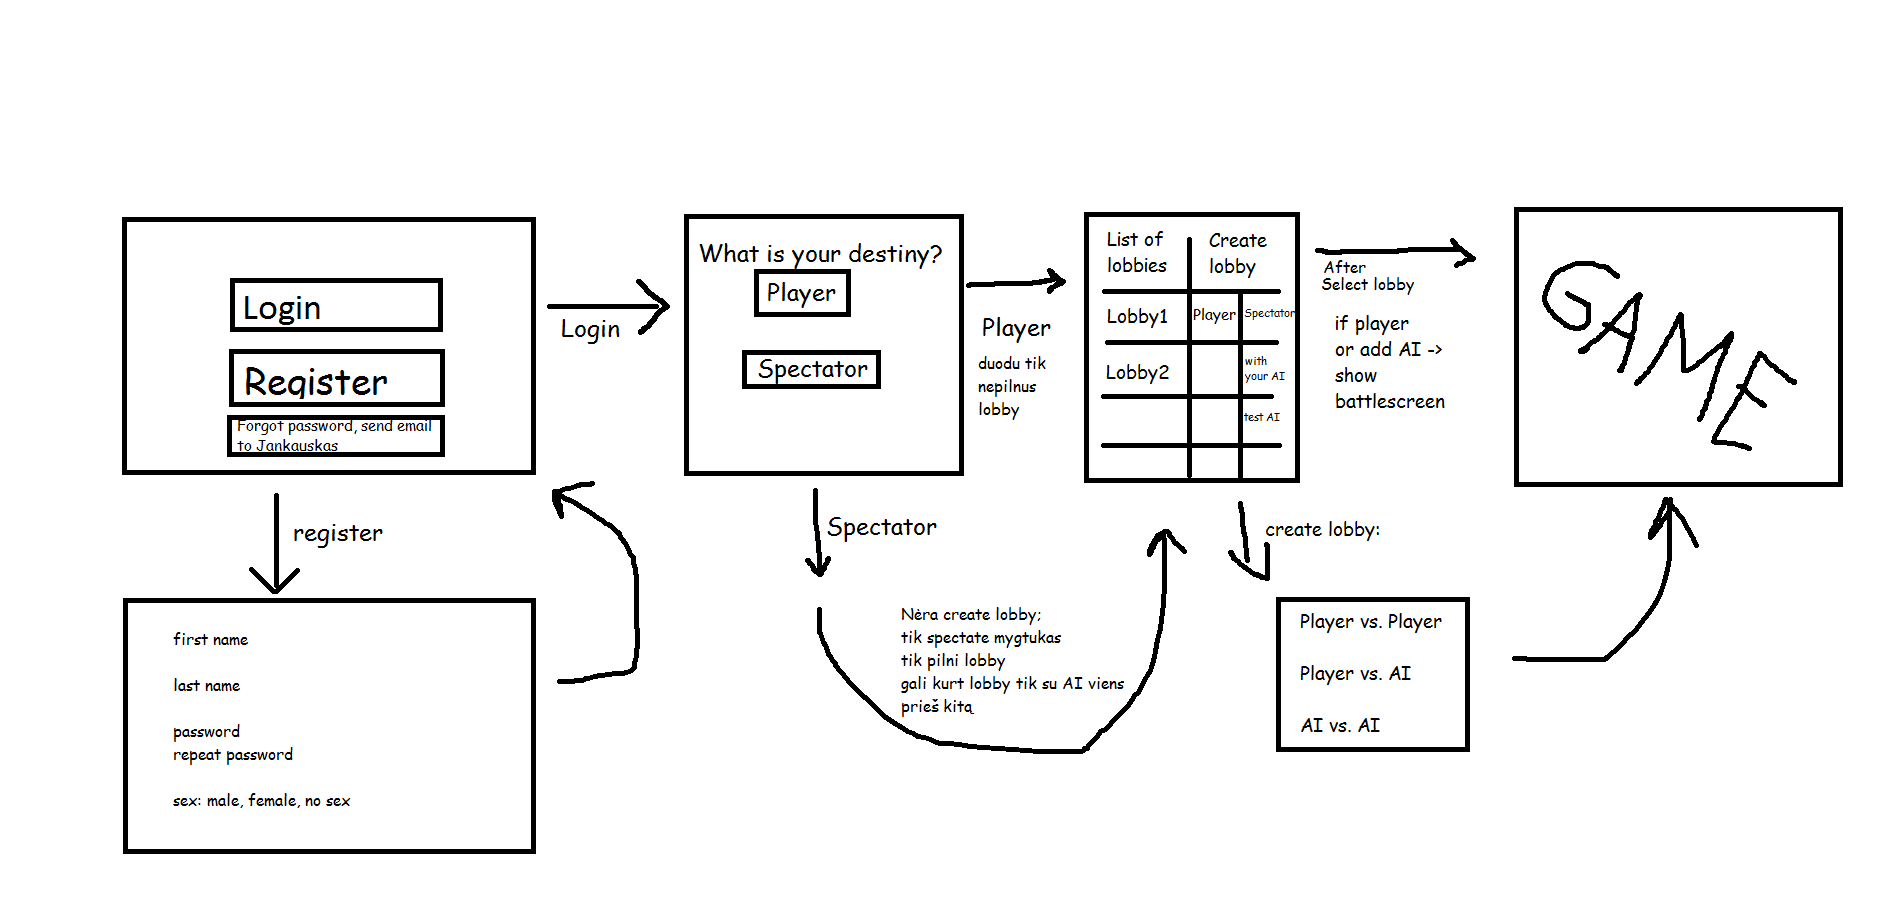 Login
Register
Forgot password, send email
to Jankauskas
Login
register
first name
last name
password
repeat password
sex: male, female, no sex
What is your destiny?
Player
Spectator
Player
duodu tik
nepilnus
lobby
Spectator
Nėra create lobby;
tik spectate mygtukas
tik pilni lobby
gali kurt lobby tik su AI viens
prieš kitą
List of
lobbies
Create
lobby
Lobby1
Player
Spectator
Lobby2
with
your AI
test AI
After
Select lobby
if player
or add AI ->
show
battlescreen
create lobby:
Player vs. Player
Player vs. AI
AI vs. AI
GAME